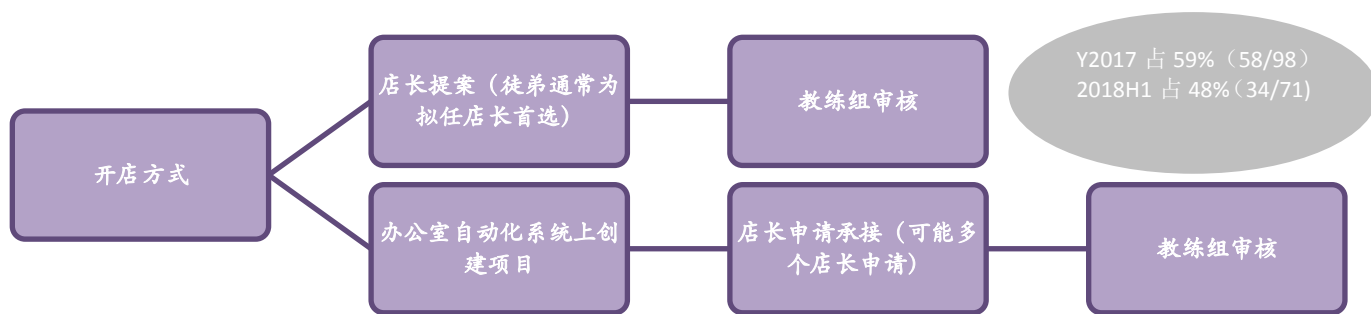 开店方式
店长提案（徒弟通常为
拟任店长首选）
教练组审核
Y2017 占 59%（58/98）
2018H1 占 48%（34/71)
办公室自动化系统上创
建项目
店长申请承接（可能多
个店长申请）
教练组审核